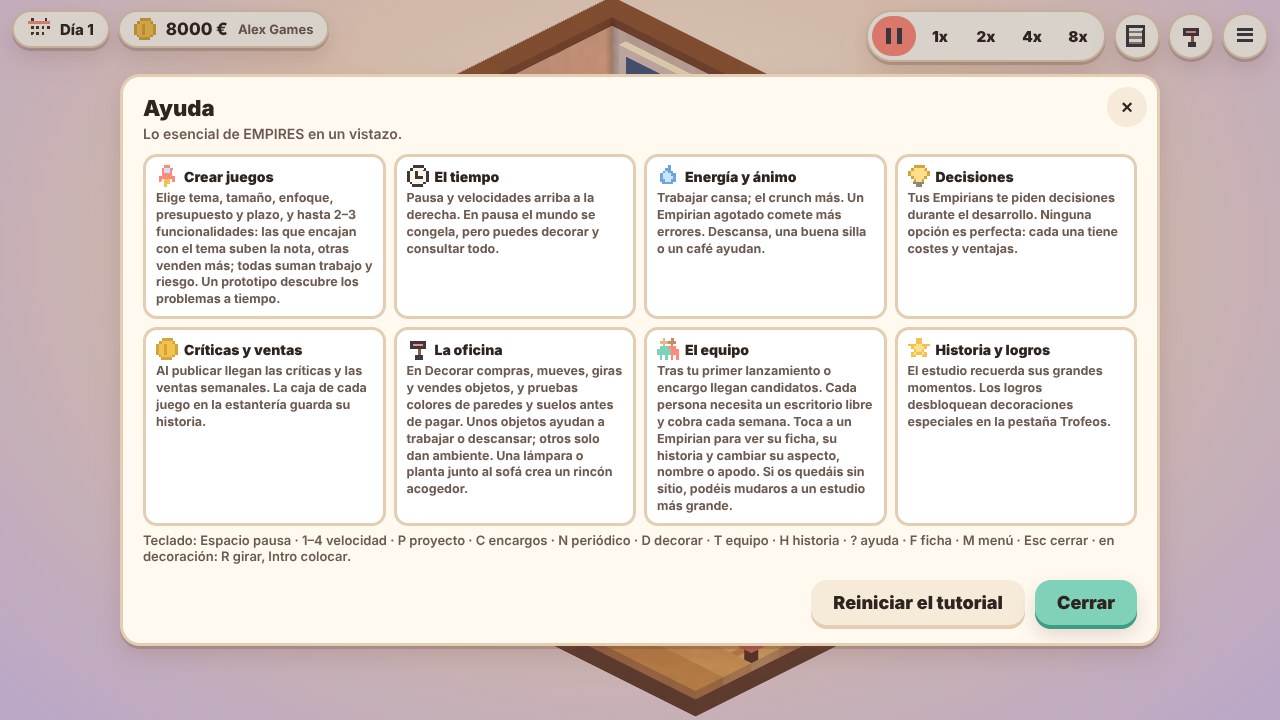 Día 1
8000 € Alex Games
1x 2x 4x 8x
Ayuda
×
Lo esencial de EMPIRES en un vistazo.
Crear juegos
Elige tema, tamaño, enfoque,
presupuesto y plazo, y hasta 2–3
funcionalidades: las que encajan
con el tema suben la nota, otras
venden más; todas suman trabajo y
riesgo. Un prototipo descubre los
problemas a tiempo.
El tiempo
Pausa y velocidades arriba a la
derecha. En pausa el mundo se
congela, pero puedes decorar y
consultar todo.
Energía y ánimo
Trabajar cansa; el crunch más. Un
Empirian agotado comete más
errores. Descansa, una buena silla
o un café ayudan.
Decisiones
Tus Empirians te piden decisiones
durante el desarrollo. Ninguna
opción es perfecta: cada una tiene
costes y ventajas.
Críticas y ventas
Al publicar llegan las críticas y las
ventas semanales. La caja de cada
juego en la estantería guarda su
historia.
La oficina
En Decorar compras, mueves, giras
y vendes objetos, y pruebas
colores de paredes y suelos antes
de pagar. Unos objetos ayudan a
trabajar o descansar; otros solo
dan ambiente. Una lámpara o
planta junto al sofá crea un rincón
acogedor.
El equipo
Tras tu primer lanzamiento o
encargo llegan candidatos. Cada
persona necesita un escritorio libre
y cobra cada semana. Toca a un
Empirian para ver su ficha, su
historia y cambiar su aspecto,
nombre o apodo. Si os quedáis sin
sitio, podéis mudaros a un estudio
más grande.
Historia y logros
El estudio recuerda sus grandes
momentos. Los logros
desbloquean decoraciones
especiales en la pestaña Trofeos.
Teclado: Espacio pausa · 1–4 velocidad · P proyecto · C encargos · N periódico · D decorar · T equipo · H historia · ? ayuda · F ficha · M menú · Esc cerrar · en
decoración: R girar, Intro colocar.
Reiniciar el tutorial
Cerrar